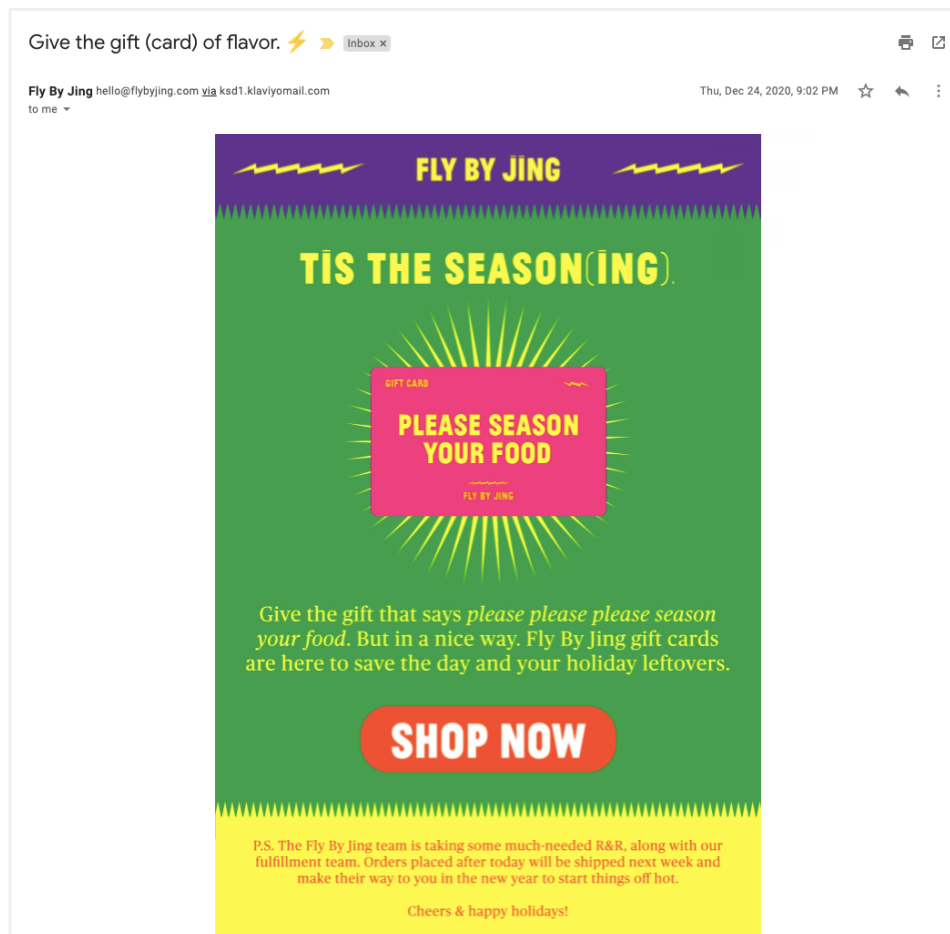 Give the gift (card) of flavor. ⚡ Inbox ×
Fly By Jing hello@flybyjing.com via ksd1.klaviyomail.com Thu, Dec 24, 2020, 9:02 PM
to me
FLY BY JĪNG
TĪS THE SEASON(ĪNG).
GIFT CARD
PLEASE SEASON
YOUR FOOD
FLY BY JING
Give the gift that says please please please season
your food. But in a nice way. Fly By Jing gift cards
are here to save the day and your holiday leftovers.
SHOP NOW
P.S. The Fly By Jing team is taking some much-needed R&R, along with our
fulfillment team. Orders placed after today will be shipped next week and
make their way to you in the new year to start things off hot.
Cheers & happy holidays!